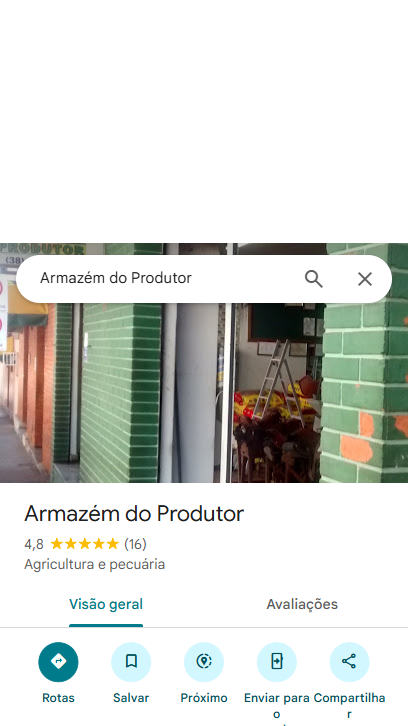 PRODUTOR
(38)
Armazém do Produtor
Armazém do Produtor
4,8 (16)
Agricultura e pecuária
Visão geral Avaliações
Rotas Salvar Próximo Enviar para o Compartilhar